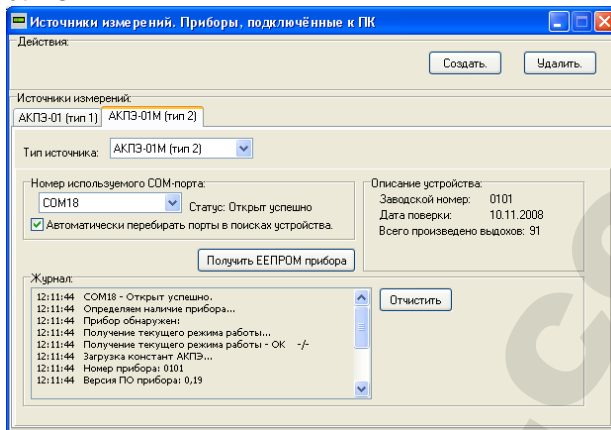 Источники измерений. Приборы, подключённые к ПК
Действия:
Создать.
Удалить.
Источники измерений:
АКПЭ-01 (тип 1)
АКПЭ-01М (тип 2)
Тип источника:
АКПЭ-01М (тип 2)
Номер используемого COM-порта:
COM18
Статус: Открыт успешно
Автоматически перебирать порты в поисках устройства.
Описание устройства:
Заводской номер: 0101
Дата поверки: 10.11.2008
Всего произведено выдохов: 91
Получить ЕЕПРОМ прибора
Журнал:
12:11:44 COM18 - Открыт успешно.
12:11:44 Определяем наличие прибора...
12:11:44 Прибор обнаружен:
12:11:44 Получение текущего режима работы...
12:11:44 Получение текущего режима работы - ОК -/-
12:11:44 Загрузка констант АКПЭ...
12:11:44 Номер прибора: 0101
12:11:44 Версия ПО прибора: 0,19
Отчистить